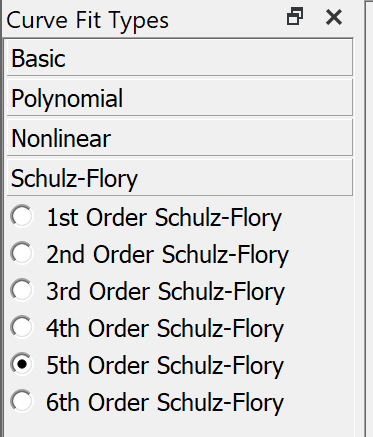 Curve Fit Types
Basic
Polynomial
Nonlinear
Schulz-Flory
1st Order Schulz-Flory
2nd Order Schulz-Flory
3rd Order Schulz-Flory
4th Order Schulz-Flory
5th Order Schulz-Flory
6th Order Schulz-Flory